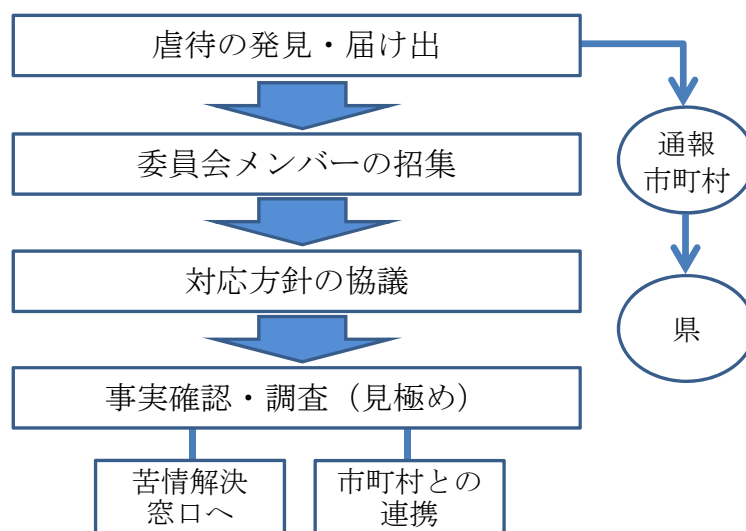 虐待の発見・届け出
通報
市町村
委員会メンバーの招集
対応方針の協議
県
事実確認・調査（見極め）
苦情解決
窓口へ
市町村との
連携